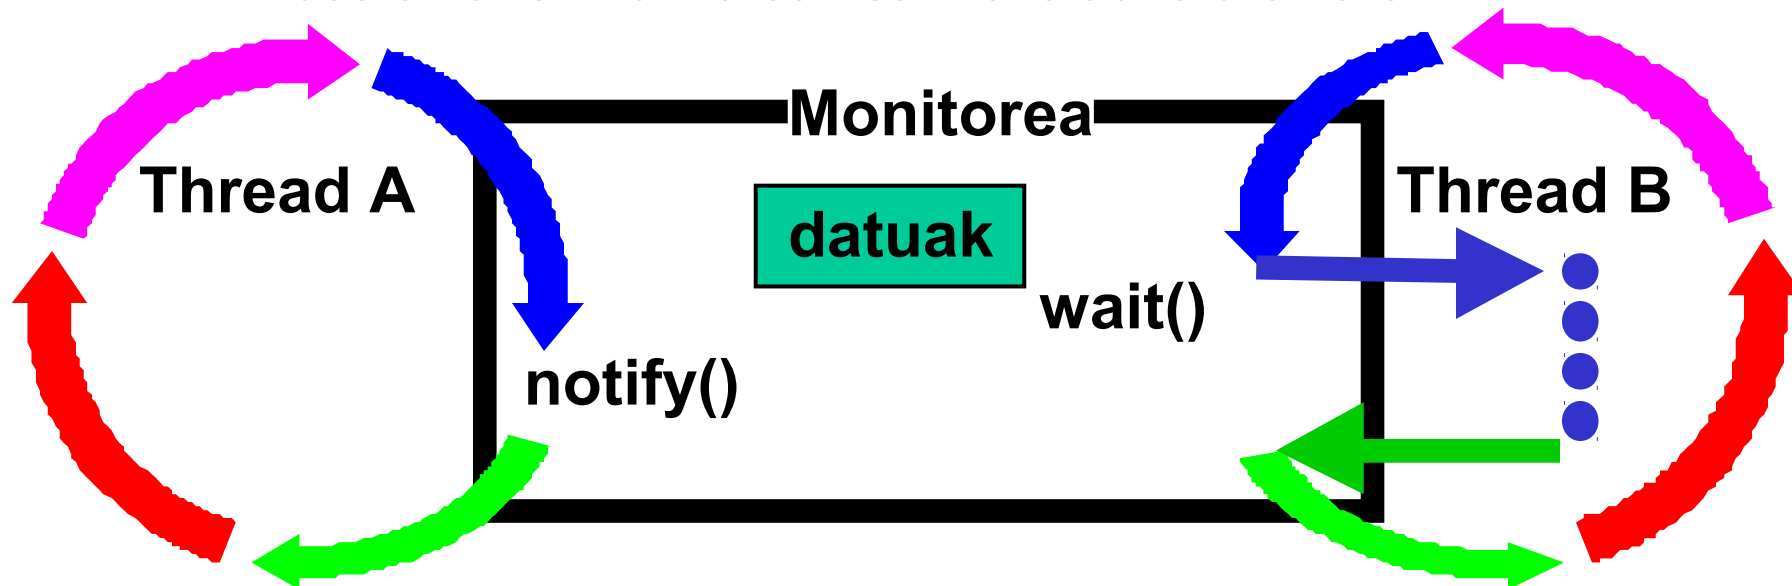 Monitorea
Thread A
Thread B
datuak
wait()
notify()